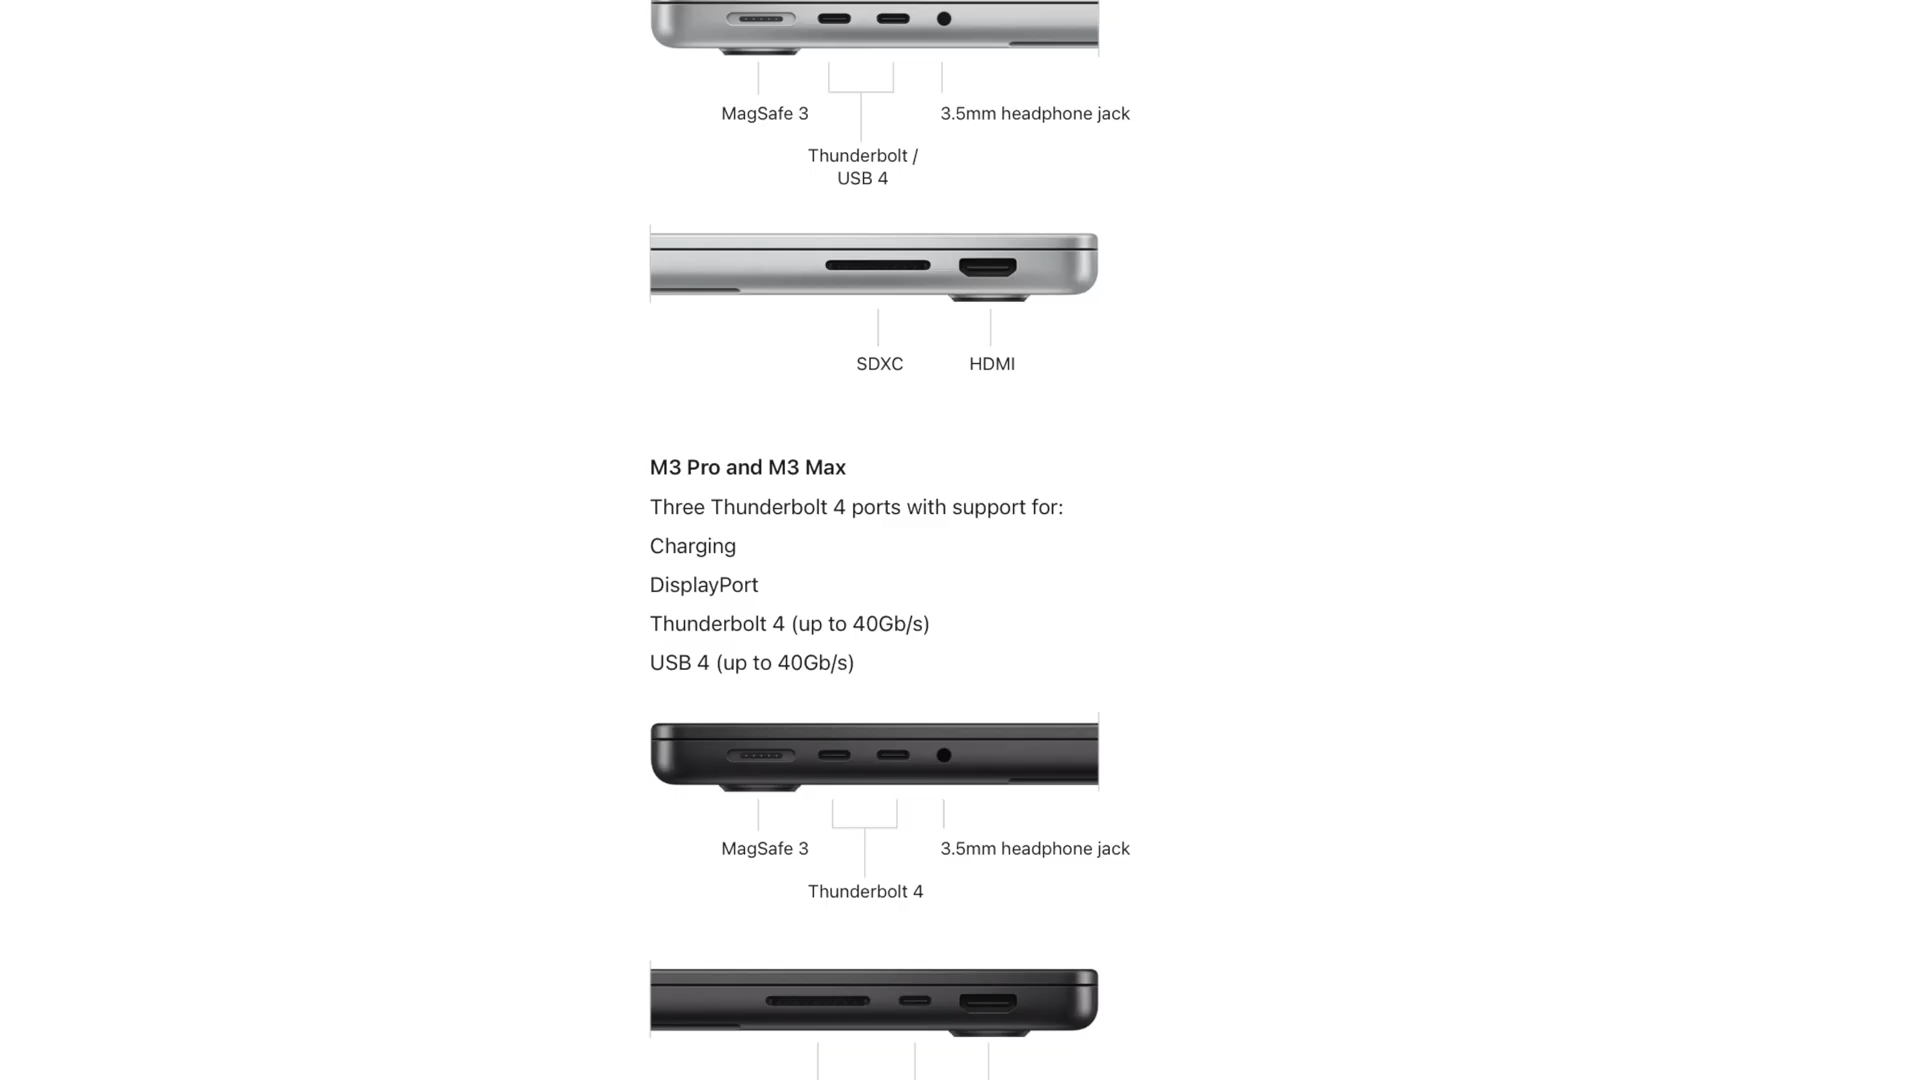 MagSafe 3
3.5mm headphone jack
Thunderbolt /
USB 4
SDXC
HDMI
M3 Pro and M3 Max
Three Thunderbolt 4 ports with support for:
Charging
DisplayPort
Thunderbolt 4 (up to 40Gb/s)
USB 4 (up to 40Gb/s)
MagSafe 3
3.5mm headphone jack
Thunderbolt 4